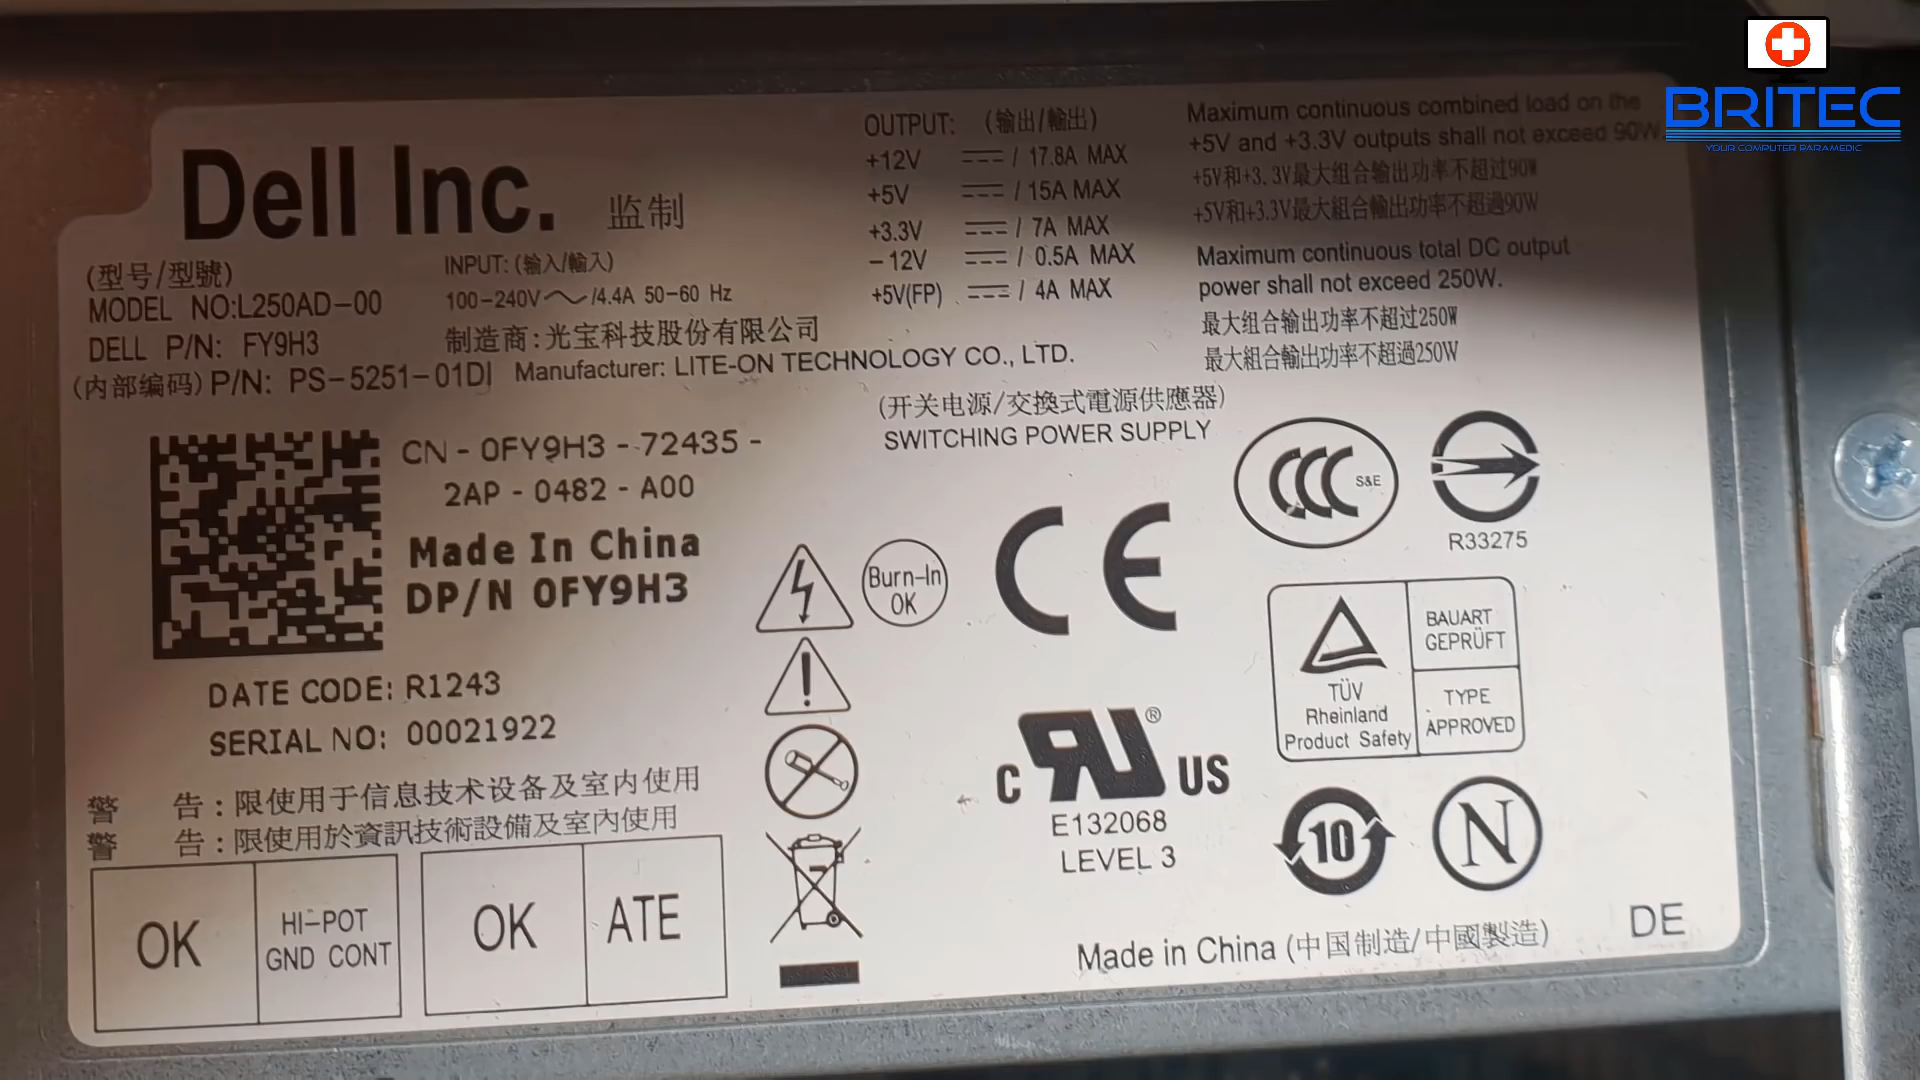 BRITEC
YOUR COMPUTER PARAMEDIC
Dell Inc. 监制
(型号/型號)
MODEL NO:L250AD-00
DELL P/N: FY9H3
(内部编码) P/N: PS-5251-01DI
INPUT: (输入/輸入)
100-240V～/4.4A 50-60 Hz
制造商:光宝科技股份有限公司
Manufacturer: LITE-ON TECHNOLOGY CO., LTD.
OUTPUT: (输出/輸出)
+12V ⎓ / 17.8A MAX
+5V ⎓ / 15A MAX
+3.3V ⎓ / 7A MAX
-12V ⎓ / 0.5A MAX
+5V(FP) ⎓ / 4A MAX
Maximum continuous combined load on the
+5V and +3.3V outputs shall not exceed 90W
+5V和+3.3V最大组合输出功率不超过90W
+5V和+3.3V最大組合輸出功率不超過90W
Maximum continuous total DC output
power shall not exceed 250W.
最大组合输出功率不超过250W
最大組合輸出功率不超過250W
(开关电源/交換式電源供應器)
SWITCHING POWER SUPPLY
CN - 0FY9H3 - 72435 -
2AP - 0482 - A00
Made In China
DP/N 0FY9H3
DATE CODE: R1243
SERIAL NO: 00021922
警 告:限使用于信息技术设备及室内使用
警 告:限使用於資訊技術設備及室內使用
OK
HI-POT
GND CONT
OK
ATE
Burn-In
OK
CE
CCC S&E
R33275
TÜV
Rheinland
Product Safety
BAUART
GEPRÜFT
TYPE
APPROVED
C RU ® US
E132068
LEVEL 3
10
N
Made in China (中国制造/中國製造)
DE